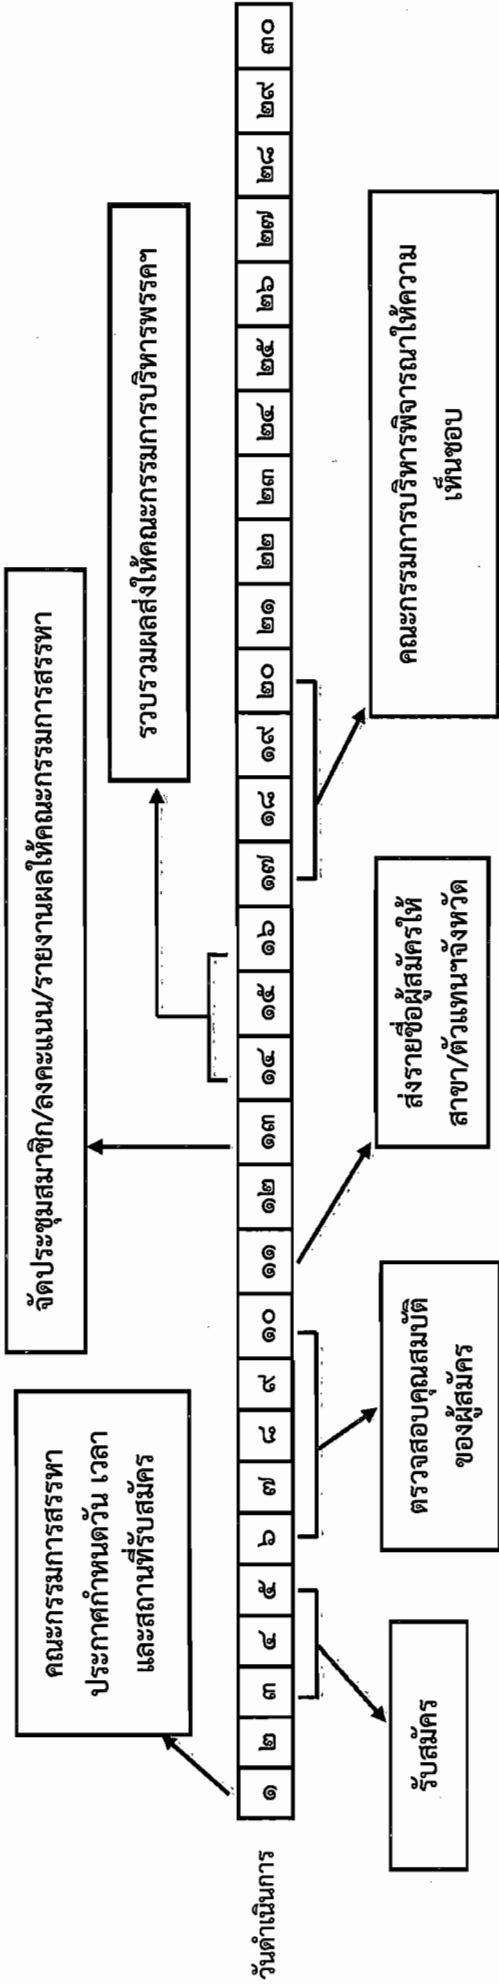 จัดประชุมสมาชิก/ลงคะแนน/รายงานผลให้คณะกรรมการสรรหา
คณะกรรมการสรรหา
ประกาศกำหนดวัน เวลา
และสถานที่รับสมัคร
รวบรวมผลส่งให้คณะกรรมการบริหารพรรคฯ
วันดำเนินการ
๑ ๒ ๓ ๔ ๕ ๖ ๗ ๘ ๙ ๑๐ ๑๑ ๑๒ ๑๓ ๑๔ ๑๕ ๑๖ ๑๗ ๑๘ ๑๙ ๒๐ ๒๑ ๒๒ ๒๓ ๒๔ ๒๕ ๒๖ ๒๗ ๒๘ ๒๙ ๓๐
รับสมัคร
ตรวจสอบคุณสมบัติ
ของผู้สมัคร
ส่งรายชื่อผู้สมัครให้
สาขา/ตัวแทนฯจังหวัด
คณะกรรมการบริหารพิจารณาให้ความ
เห็นชอบ